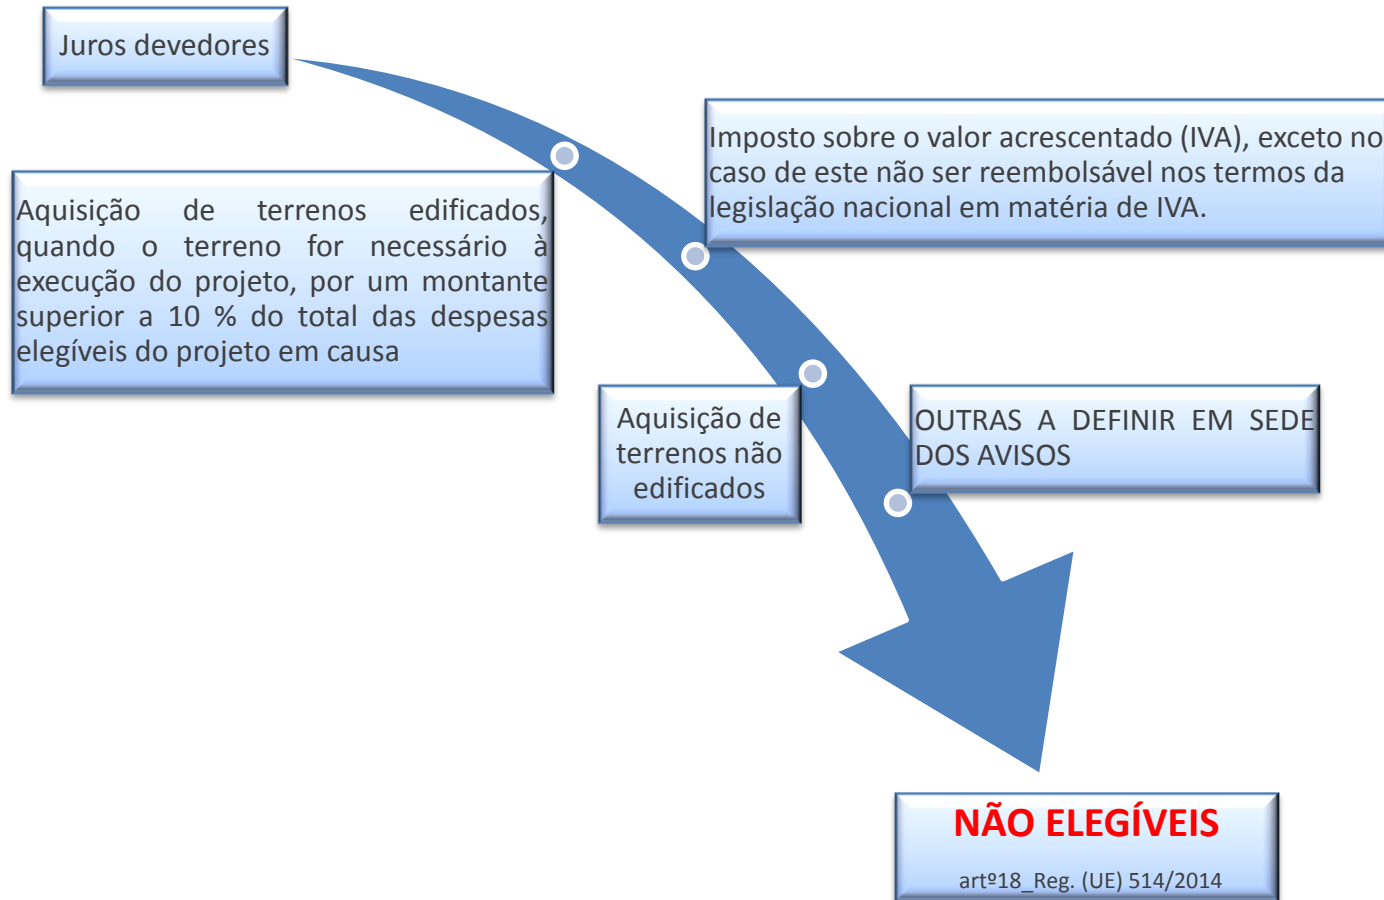 Juros devedores
Imposto sobre o valor acrescentado (IVA), exceto no
caso de este não ser reembolsável nos termos da
legislação nacional em matéria de IVA.
Aquisição de terrenos edificados,
quando o terreno for necessário à
execução do projeto, por um montante
superior a 10 % do total das despesas
elegíveis do projeto em causa
Aquisição de
terrenos não
edificados
OUTRAS A DEFINIR EM SEDE
DOS AVISOS
NÃO ELEGÍVEIS
artº18_Reg. (UE) 514/2014